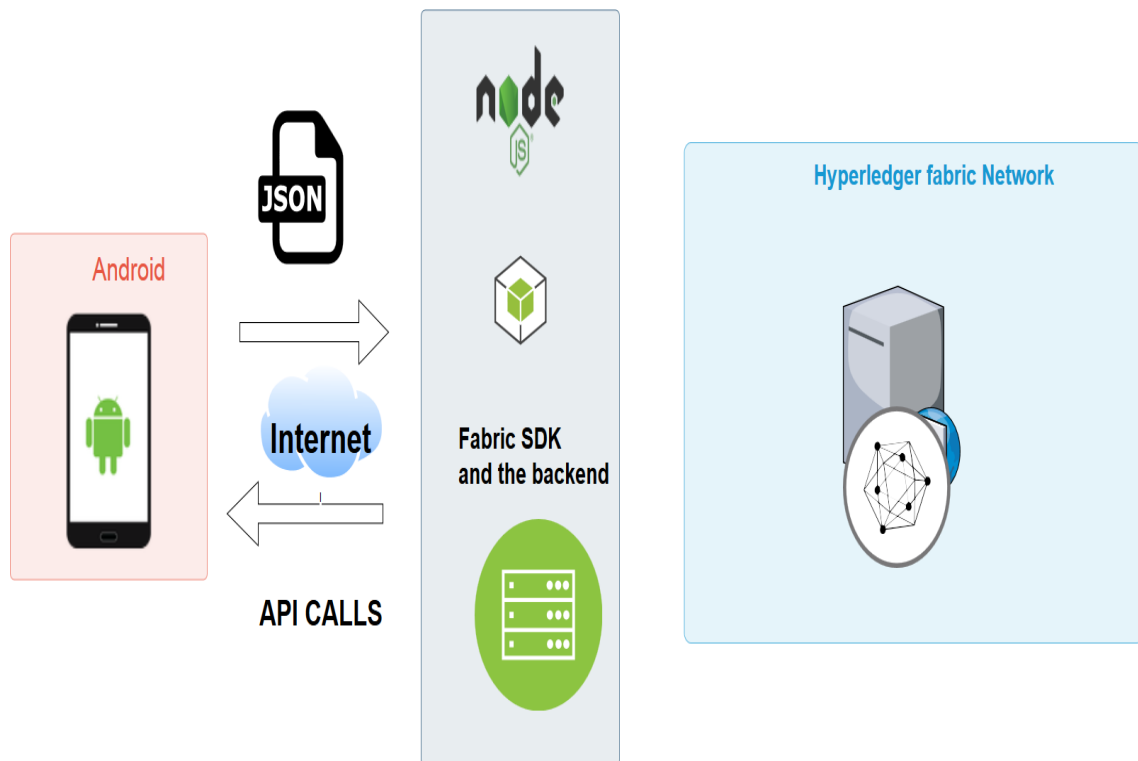 Android
JSON
Internet
API CALLS
node
JS
Fabric SDK
and the backend
Hyperledger fabric Network